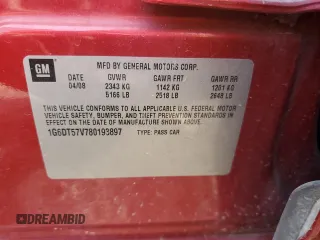 GM
MFD BY GENERAL MOTORS CORP.
DATE GVWR GAWR FRT GAWR RR
04/08 2343 KG 1142 KG 1201 KG
5166 LB 2518 LB 2648 LB
THIS VEHICLE CONFORMS TO ALL APPLICABLE U.S. FEDERAL MOTOR
VEHICLE SAFETY, BUMPER, AND THEFT PREVENTION STANDARDS IN
EFFECT ON THE DATE OF MANUFACTURE SHOWN ABOVE.
1G6DT57V780193897 TYPE: PASS CAR
DREAMBID